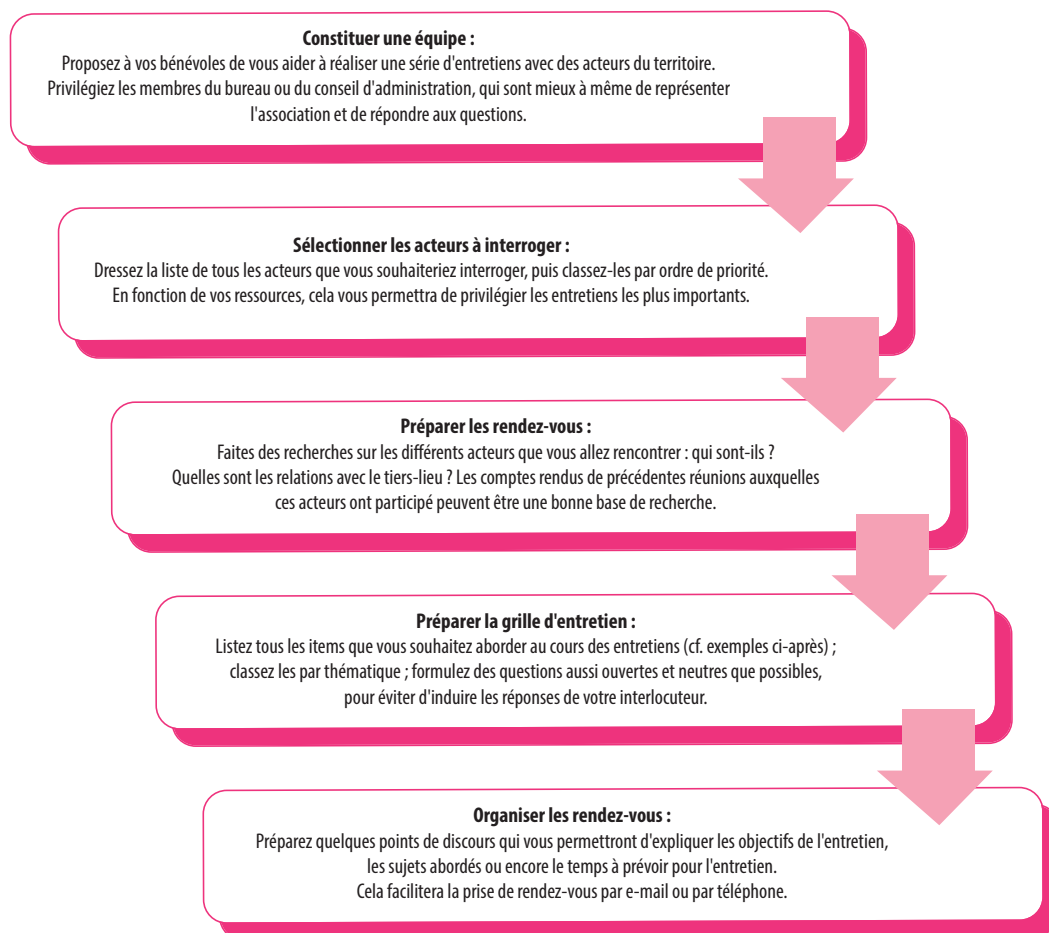 Constituer une équipe :
Proposez à vos bénévoles de vous aider à réaliser une série d'entretiens avec des acteurs du territoire.
Privilégiez les membres du bureau ou du conseil d'administration, qui sont mieux à même de représenter
l'association et de répondre aux questions.
Sélectionner les acteurs à interroger :
Dressez la liste de tous les acteurs que vous souhaiteriez interroger, puis classez-les par ordre de priorité.
En fonction de vos ressources, cela vous permettra de privilégier les entretiens les plus importants.
Préparer les rendez-vous :
Faites des recherches sur les différents acteurs que vous allez rencontrer : qui sont-ils ?
Quelles sont les relations avec le tiers-lieu ? Les comptes rendus de précédentes réunions auxquelles
ces acteurs ont participé peuvent être une bonne base de recherche.
Préparer la grille d'entretien :
Listez tous les items que vous souhaitez aborder au cours des entretiens (cf. exemples ci-après) ;
classez les par thématique ; formulez des questions aussi ouvertes et neutres que possibles,
pour éviter d'induire les réponses de votre interlocuteur.
Organiser les rendez-vous :
Préparez quelques points de discours qui vous permettront d'expliquer les objectifs de l'entretien,
les sujets abordés ou encore le temps à prévoir pour l'entretien.
Cela facilitera la prise de rendez-vous par e-mail ou par téléphone.